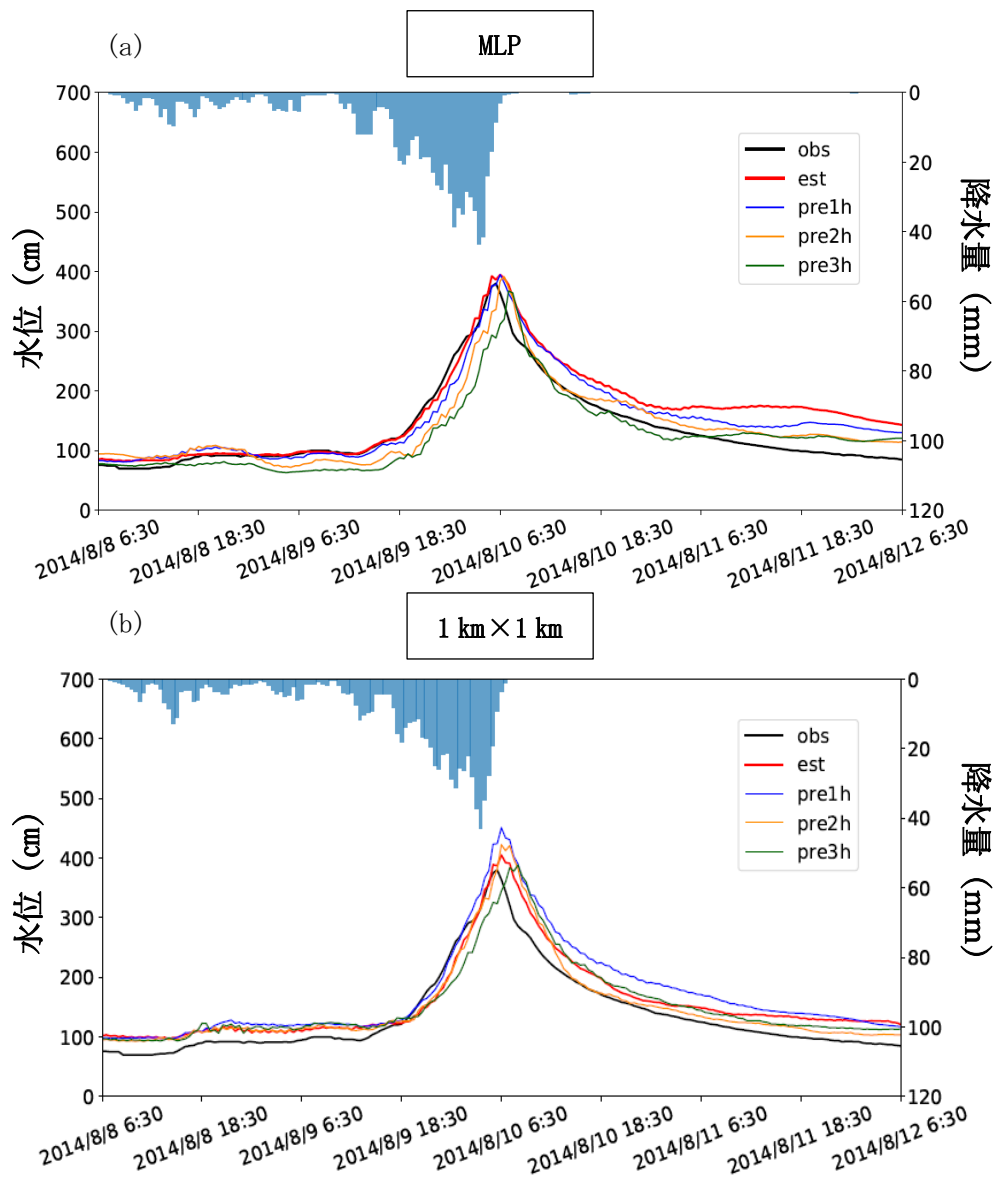 (a)
MLP
700
600
500
400
300
200
100
0
水位 (cm)
0
20
40
60
80
100
120
降水量 (mm)
obs
est
pre1h
pre2h
pre3h
2014/8/8 6:30
2014/8/8 18:30
2014/8/9 6:30
2014/8/9 18:30
2014/8/10 6:30
2014/8/10 18:30
2014/8/11 6:30
2014/8/11 18:30
2014/8/12 6:30
(b)
1 km×1 km
700
600
500
400
300
200
100
0
水位 (cm)
0
20
40
60
80
100
120
降水量 (mm)
obs
est
pre1h
pre2h
pre3h
2014/8/8 6:30
2014/8/8 18:30
2014/8/9 6:30
2014/8/9 18:30
2014/8/10 6:30
2014/8/10 18:30
2014/8/11 6:30
2014/8/11 18:30
2014/8/12 6:30